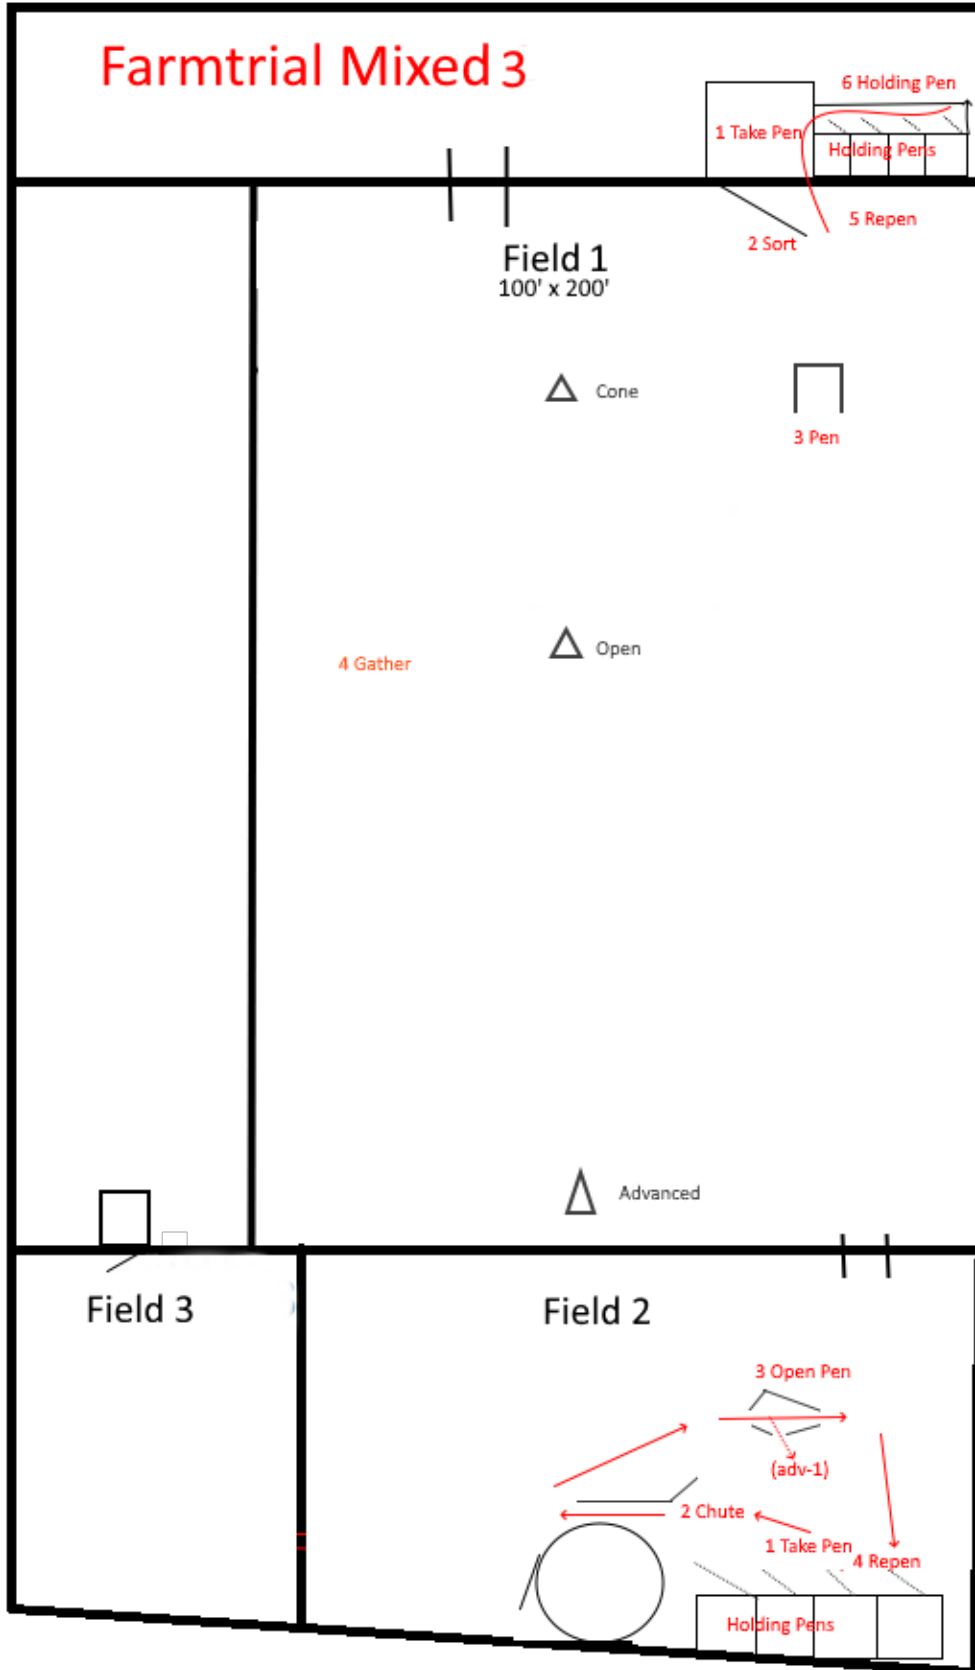 Farmtrial Mixed 3
6 Holding Pen
1 Take Pen
Holding Pens
5 Repen
2 Sort
Field 1
100' x 200'
Cone
3 Pen
Open
4 Gather
Advanced
Field 3
Field 2
3 Open Pen
(adv-1)
2 Chute
1 Take Pen
4 Repen
Holding Pens